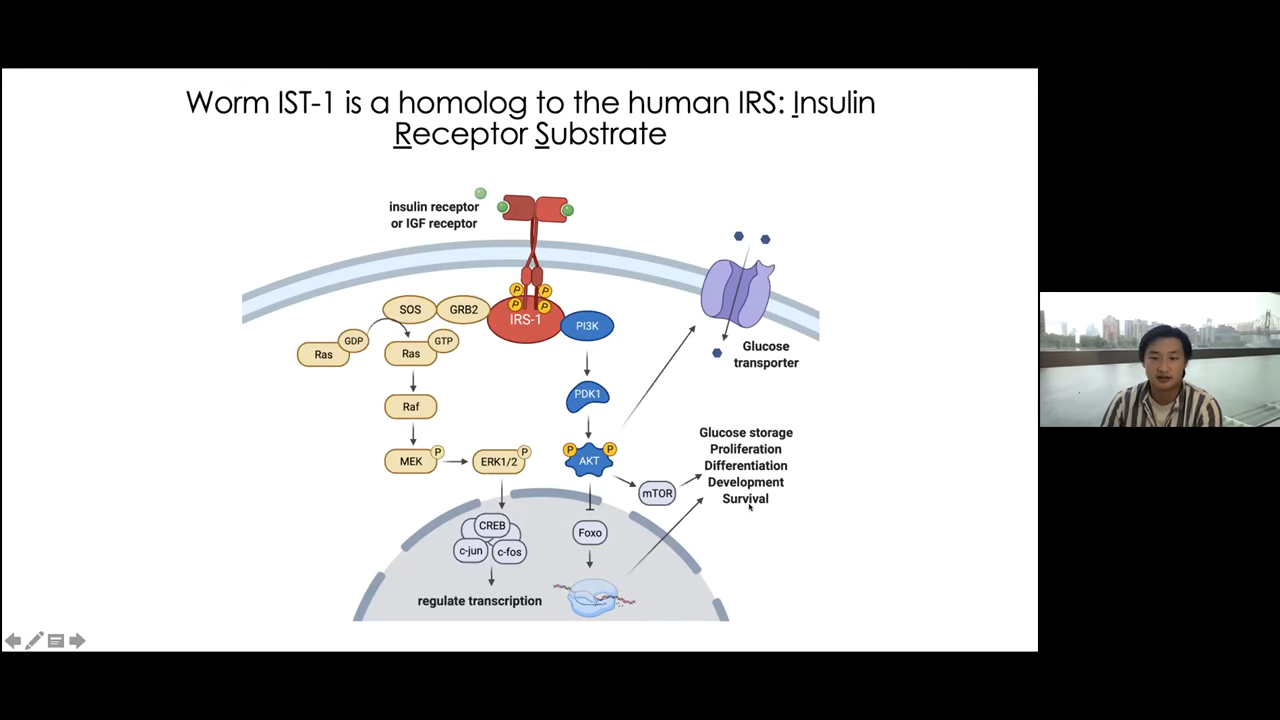 Worm IST-1 is a homolog to the human IRS: Insulin
Receptor Substrate
insulin receptor
or IGF receptor
P P
P P
SOS
GRB2
IRS-1
PI3K
GDP
Ras
Ras
GTP
Glucose
transporter
PDK1
Raf
Glucose storage
Proliferation
Differentiation
Development
Survival
MEK
P
ERK1/2
P
P
AKT
P
mTOR
CREB
c-jun
c-fos
Foxo
regulate transcription